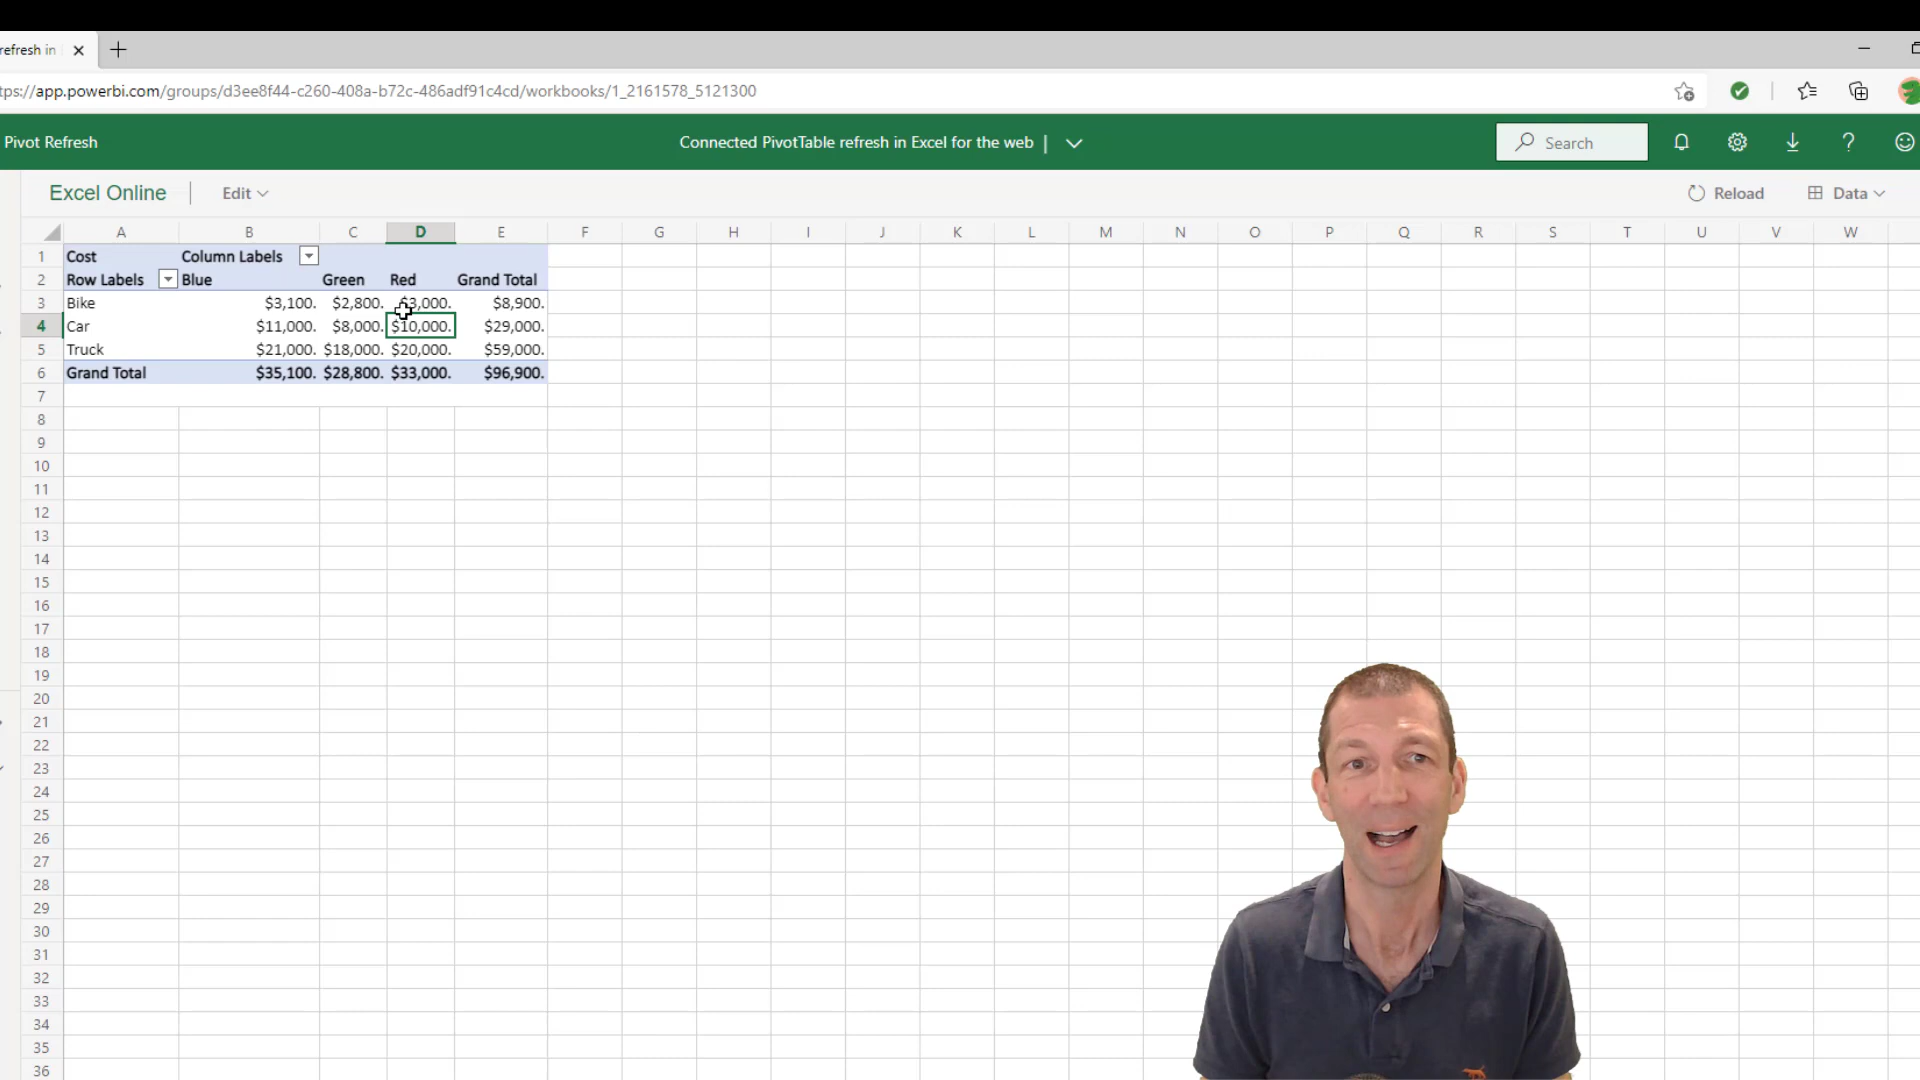 refresh in
tps://app.powerbi.com/groups/d3ee8f44-c260-408a-b72c-486adf91c4cd/workbooks/1_2161578_5121300
Pivot Refresh
Connected PivotTable refresh in Excel for the web |
Search
Excel Online
Edit
Reload
Data
A B C D E F G H I J K L M N O P Q R S T U V W
1 Cost Column Labels
2 Row Labels Blue Green Red Grand Total
3 Bike $3,100. $2,800. $3,000. $8,900.
4 Car $11,000. $8,000. $10,000. $29,000.
5 Truck $21,000. $18,000. $20,000. $59,000.
6 Grand Total $35,100. $28,800. $33,000. $96,900.
7
8
9
10
11
12
13
14
15
16
17
18
19
20
21
22
23
24
25
26
27
28
29
30
31
32
33
34
35
36